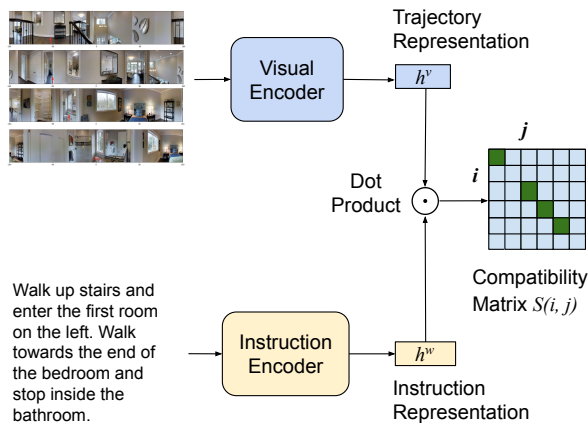 Trajectory
Representation
Visual
Encoder
h^v
j
i
Dot
Product
Compatibility
Matrix S(i, j)
Walk up stairs and
enter the first room
on the left. Walk
towards the end of
the bedroom and
stop inside the
bathroom.
Instruction
Encoder
h^w
Instruction
Representation